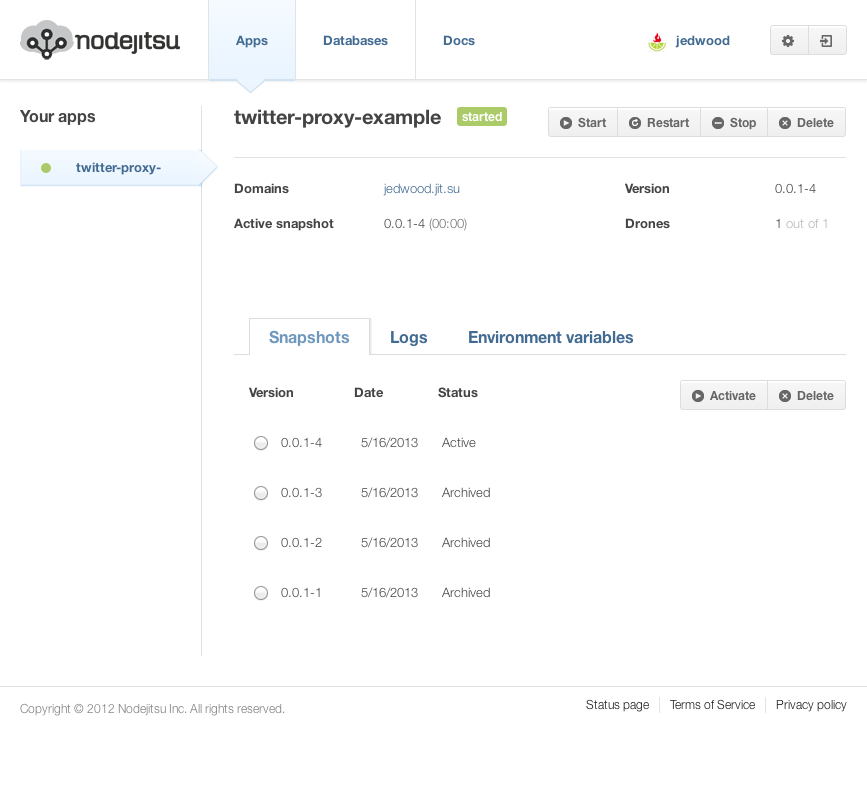 nodejitsu Apps Databases Docs jedwood
Your apps
twitter-proxy-
twitter-proxy-example started Start Restart Stop Delete
Domains jedwood.jit.su Version 0.0.1-4
Active snapshot 0.0.1-4 (00:00) Drones 1 out of 1
Snapshots Logs Environment variables
Version Date Status Activate Delete
0.0.1-4 5/16/2013 Active
0.0.1-3 5/16/2013 Archived
0.0.1-2 5/16/2013 Archived
0.0.1-1 5/16/2013 Archived
Copyright © 2012 Nodejitsu Inc. All rights reserved. Status page Terms of Service Privacy policy